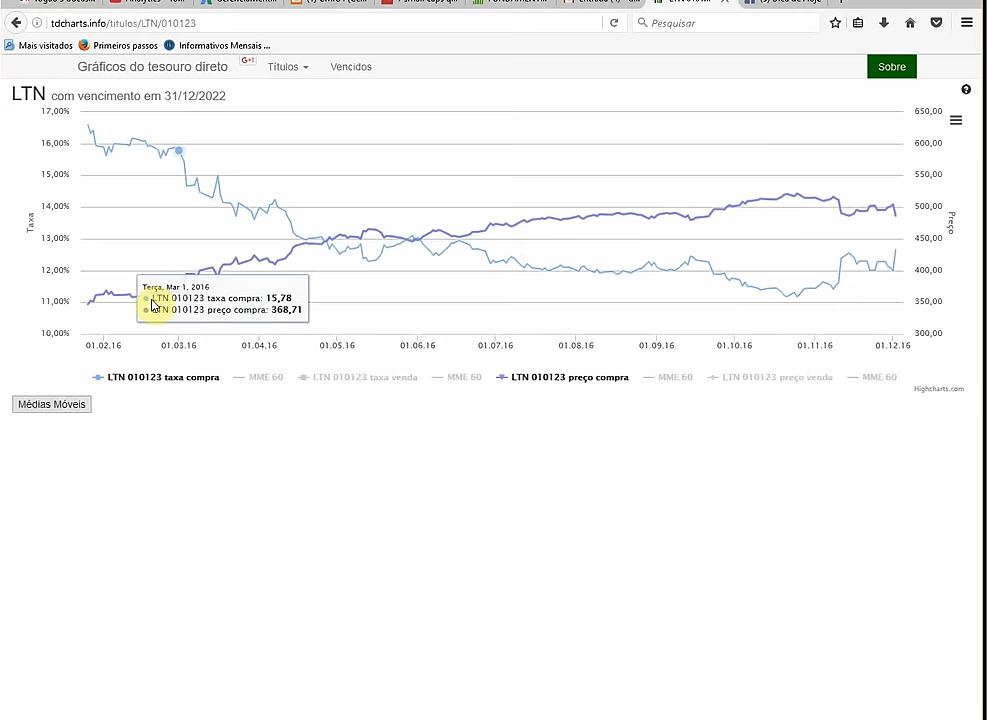 tdcharts.info/titulos/LTN/010123
Pesquisar
Mais visitados Primeiros passos Informativos Mensais ...
Gráficos do tesouro direto G+1 Títulos Vencidos Sobre
LTN com vencimento em 31/12/2022
17,00% 650,00
16,00% 600,00
15,00% 550,00
14,00% 500,00
13,00% 450,00
12,00% 400,00
11,00% 350,00
10,00% 300,00
Taxa
Preço
Terça, Mar 1, 2016
LTN 010123 taxa compra: 15,78
LTN 010123 preço compra: 368,71
01.02.16 01.03.16 01.04.16 01.05.16 01.06.16 01.07.16 01.08.16 01.09.16 01.10.16 01.11.16 01.12.16
LTN 010123 taxa compra MME 60 LTN 010123 taxa venda MME 60 LTN 010123 preço compra MME 60 LTN 010123 preço venda MME 60
Highcharts.com
Médias Móveis